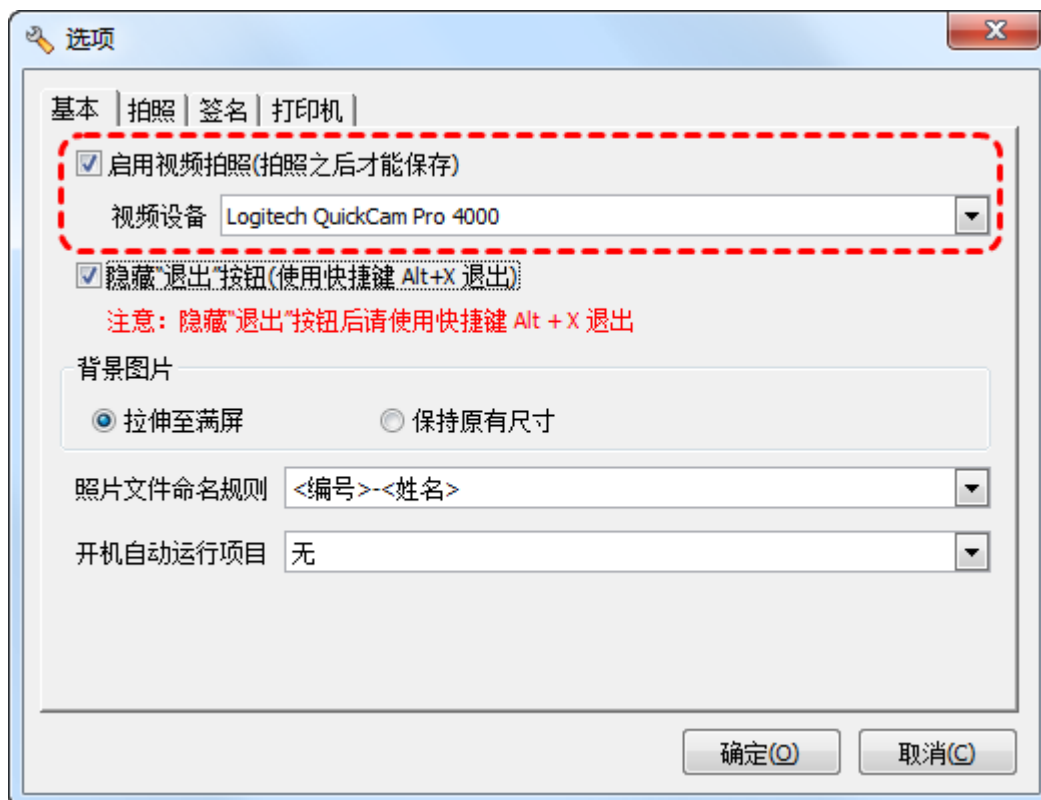 选项
基本 拍照 签名 打印机
启用视频拍照(拍照之后才能保存)
视频设备 Logitech QuickCam Pro 4000
隐藏"退出"按钮(使用快捷键 Alt+X 退出)
注意：隐藏"退出"按钮后请使用快捷键 Alt + X 退出
背景图片
拉伸至满屏 保持原有尺寸
照片文件命名规则 <编号>-<姓名>
开机自动运行项目 无
确定(O) 取消(C)